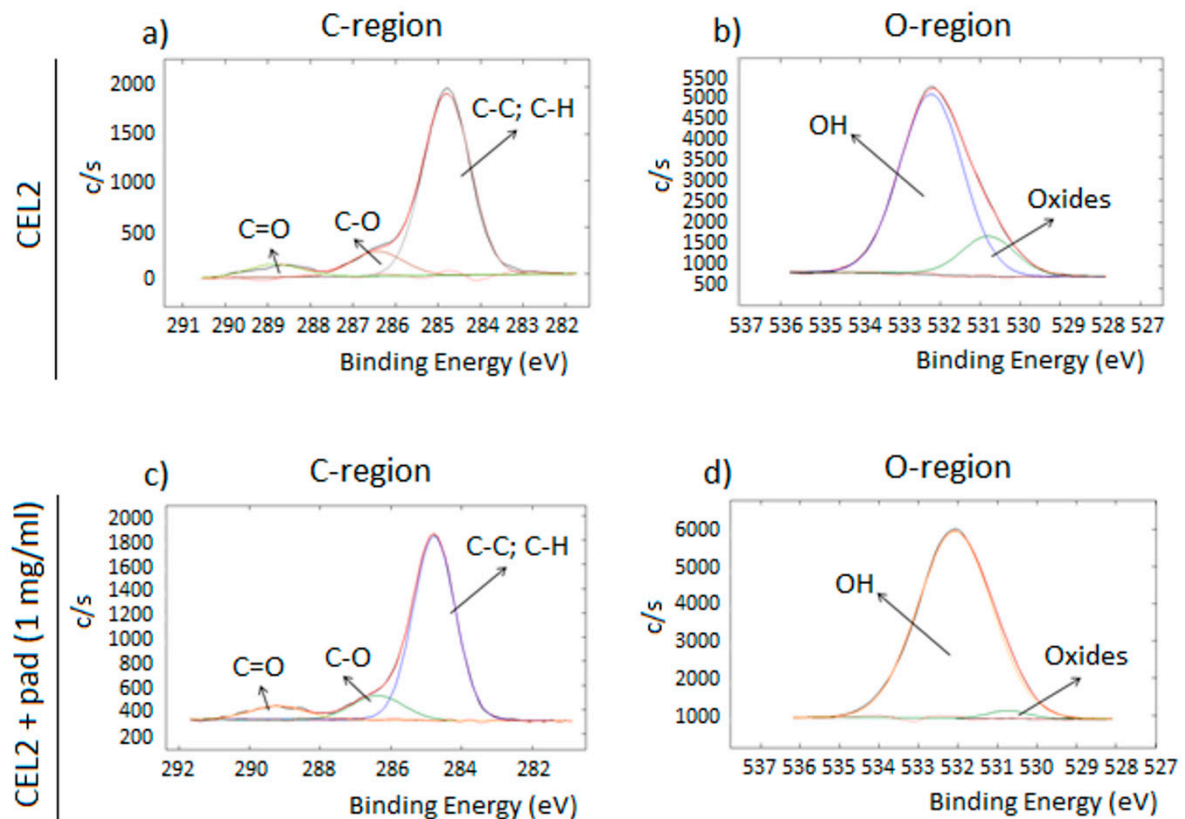 a) C-region
2000
1500
1000
500
0
c/s
C-C; C-H
C-O
C=O
291 290 289 288 287 286 285 284 283 282
Binding Energy (eV)
b) O-region
5500
5000
4500
4000
3500
3000
2500
2000
1500
1000
500
c/s
OH
Oxides
537 536 535 534 533 532 531 530 529 528 527
Binding Energy (eV)
CEL2
c) C-region
2000
1800
1600
1400
1200
1000
800
600
400
200
c/s
C-C; C-H
C-O
C=O
292 290 288 286 284 282
Binding Energy (eV)
d) O-region
6000
5000
4000
3000
2000
1000
c/s
OH
Oxides
537 536 535 534 533 532 531 530 529 528 527
Binding Energy (eV)
CEL2 + pad (1 mg/ml)